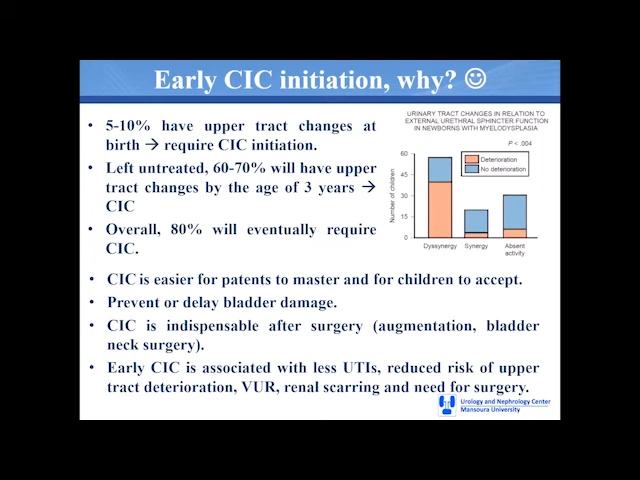 Early CIC initiation, why? ☺
• 5-10% have upper tract changes at
birth → require CIC initiation.
• Left untreated, 60-70% will have upper
tract changes by the age of 3 years →
CIC
• Overall, 80% will eventually require
CIC.
URINARY TRACT CHANGES IN RELATION TO
EXTERNAL URETHRAL SPHINCTER FUNCTION
IN NEWBORNS WITH MYELODYSPLASIA
P < .004
Deterioration
No deterioration
Number of children
60
45
30
15
0
Dyssynergy
Synergy
Absent
activity
• CIC is easier for patents to master and for children to accept.
• Prevent or delay bladder damage.
• CIC is indispensable after surgery (augmentation, bladder
neck surgery).
• Early CIC is associated with less UTIs, reduced risk of upper
tract deterioration, VUR, renal scarring and need for surgery.
Urology and Nephrology Center
Mansoura University